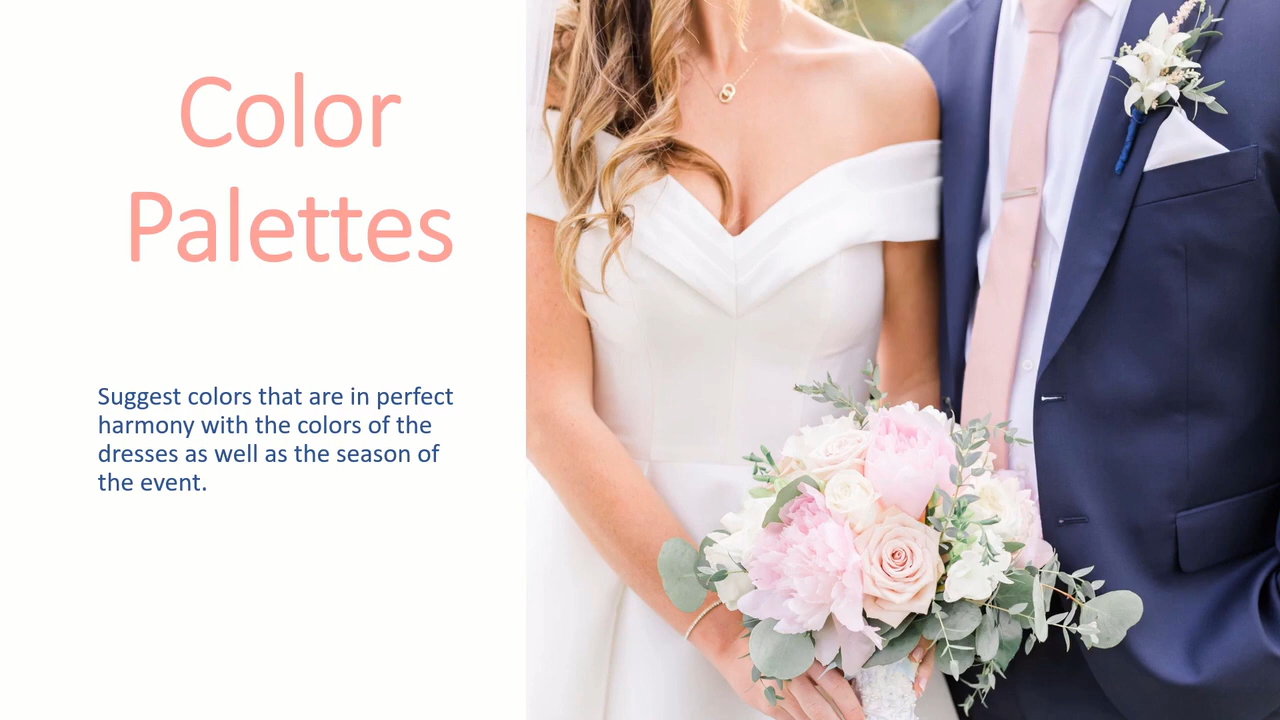 Color
Palettes
Suggest colors that are in perfect
harmony with the colors of the
dresses as well as the season of
the event.